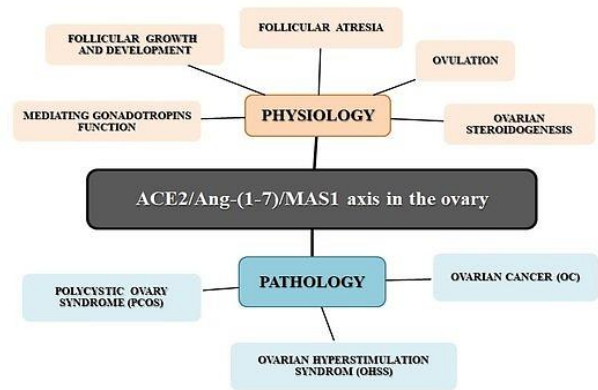 FOLLICULAR GROWTH
AND DEVELOPMENT
FOLLICULAR ATRESIA
OVULATION
MEDIATING GONADOTROPINS
FUNCTION
PHYSIOLOGY
OVARIAN
STEROIDOGENESIS
ACE2/Ang-(1-7)/MAS1 axis in the ovary
POLYCYSTIC OVARY
SYNDROME (PCOS)
PATHOLOGY
OVARIAN CANCER (OC)
OVARIAN HYPERSTIMULATION
SYNDROM (OHSS)